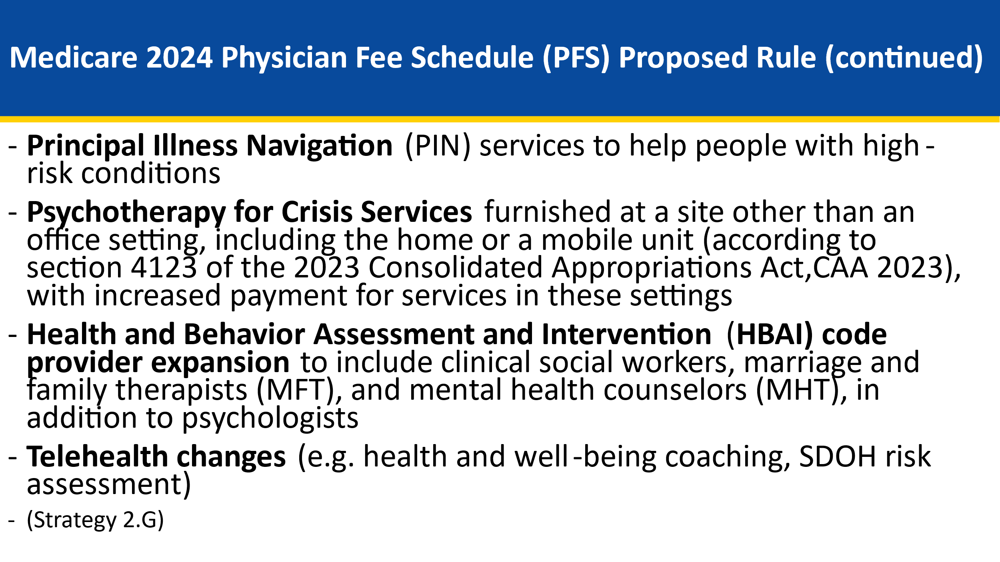 Medicare 2024 Physician Fee Schedule (PFS) Proposed Rule (continued)
- Principal Illness Navigation (PIN) services to help people with high-
risk conditions
- Psychotherapy for Crisis Services furnished at a site other than an
office setting, including the home or a mobile unit (according to
section 4123 of the 2023 Consolidated Appropriations Act,CAA 2023),
with increased payment for services in these settings
- Health and Behavior Assessment and Intervention (HBAI) code
provider expansion to include clinical social workers, marriage and
family therapists (MFT), and mental health counselors (MHT), in
addition to psychologists
- Telehealth changes (e.g. health and well-being coaching, SDOH risk
assessment)
- (Strategy 2.G)